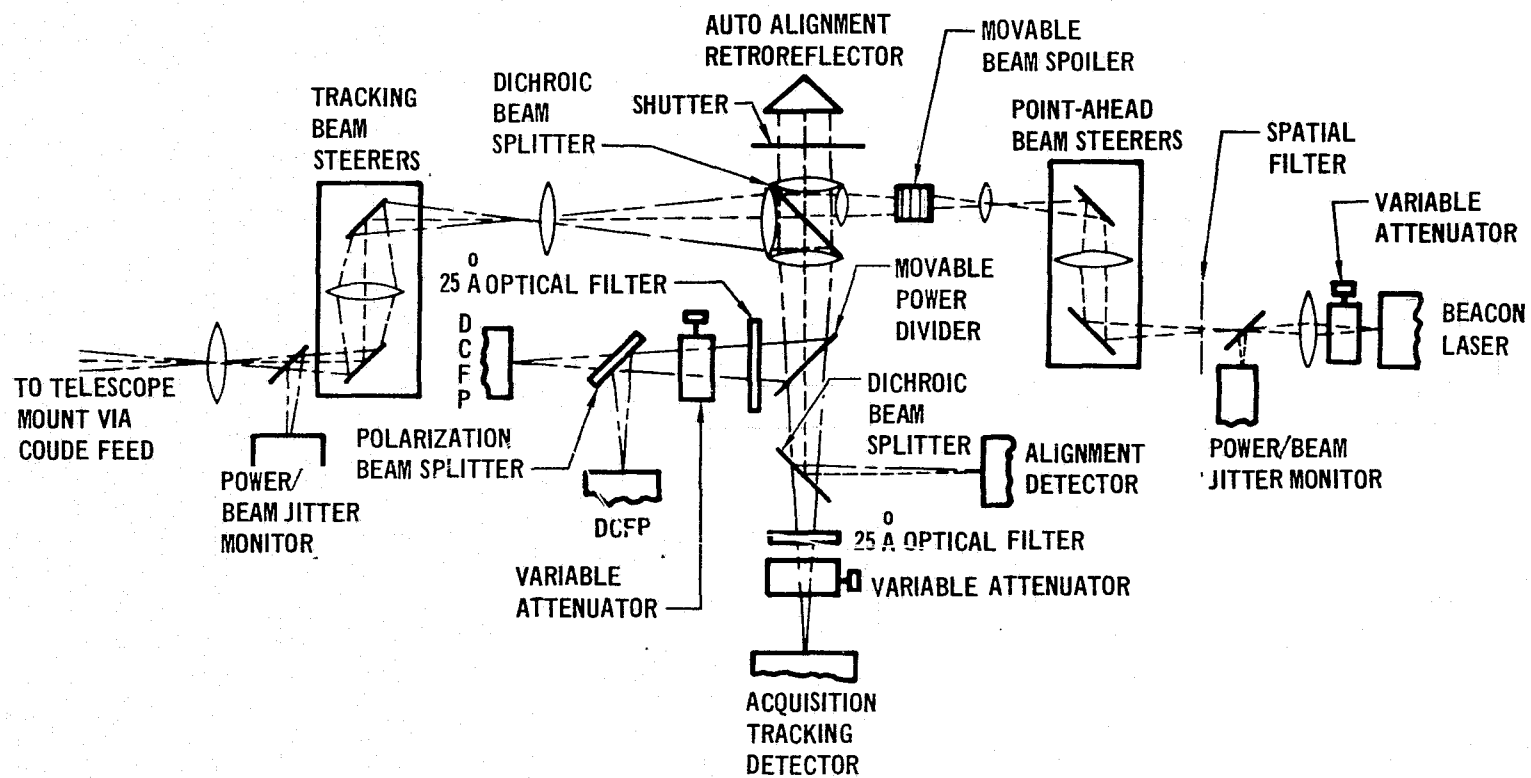 AUTO ALIGNMENT
RETROREFLECTOR
MOVABLE
BEAM SPOILER
DICHROIC
BEAM
SPLITTER
TRACKING
BEAM
STEERERS
SHUTTER
POINT-AHEAD
BEAM STEERERS
SPATIAL
FILTER
VARIABLE
ATTENUATOR
25 Å OPTICAL FILTER
MOVABLE
POWER
DIVIDER
D
C
F
P
BEACON
LASER
TO TELESCOPE
MOUNT VIA
COUDE FEED
DICHROIC
BEAM
SPLITTER
POLARIZATION
BEAM SPLITTER
ALIGNMENT
DETECTOR
POWER/BEAM
JITTER MONITOR
POWER/
BEAM JITTER
MONITOR
DCFP
25 Å OPTICAL FILTER
VARIABLE
ATTENUATOR
VARIABLE ATTENUATOR
ACQUISITION
TRACKING
DETECTOR